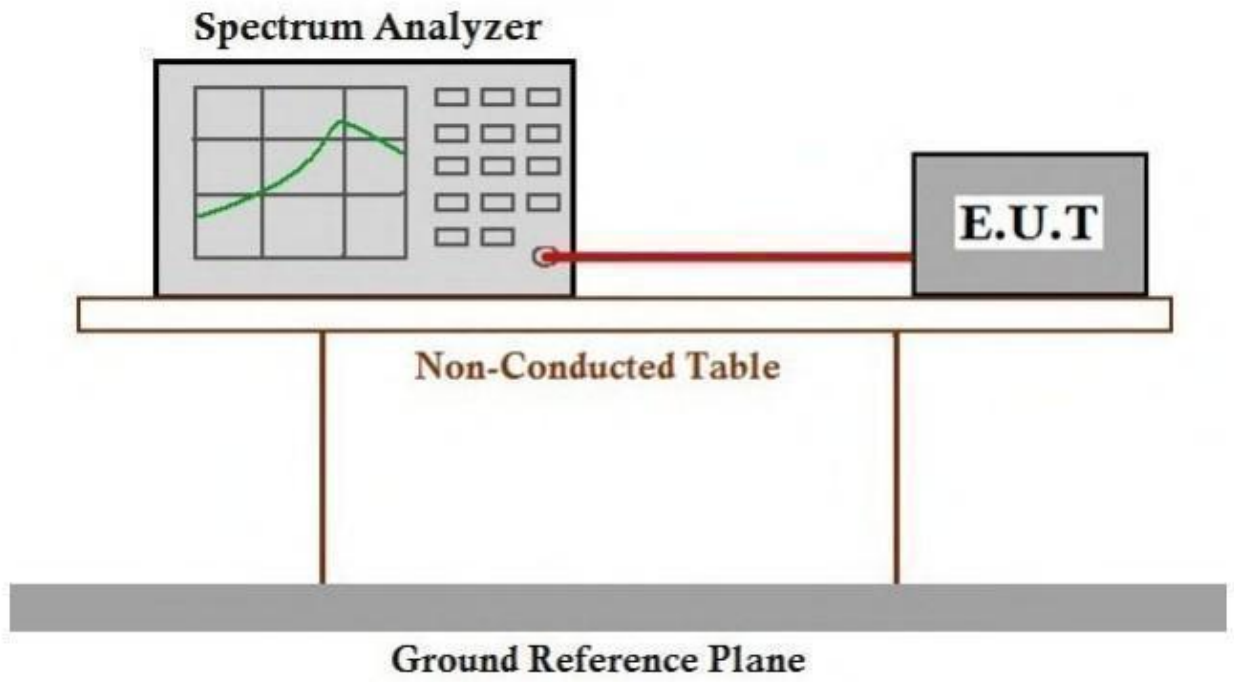 Spectrum Analyzer
E.U.T
Non-Conducted Table
Ground Reference Plane